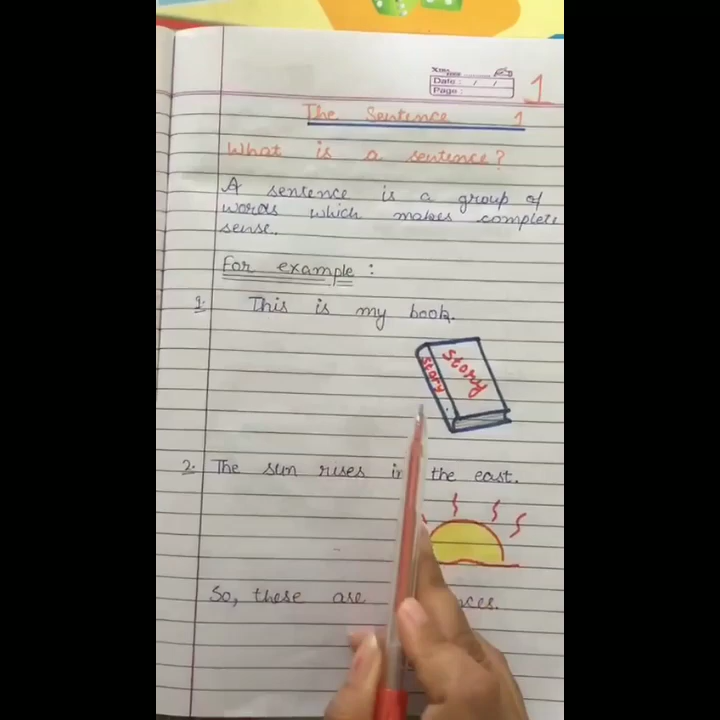 Date: / /
Page:
1
The Sentence 1
What is a sentence?
A sentence is a group of
words which makes complete
sense.
For example:
1. This is my book.
Story
Story
2. The sun rises in the east.
So, these are